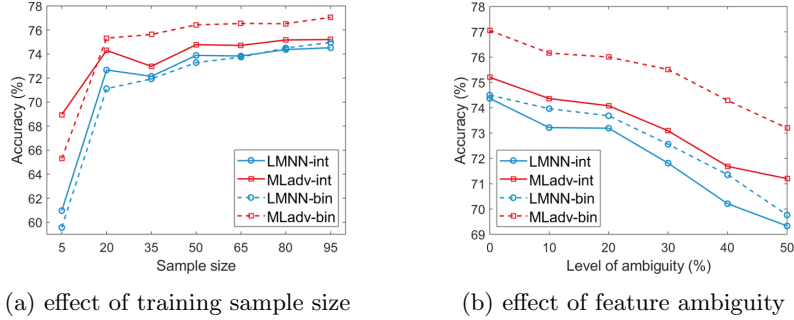 78
76
74
72
70
68
66
64
62
60
Accuracy (%)
LMNN-int
MLadv-int
LMNN-bin
MLadv-bin
5 20 35 50 65 80 95
Sample size
(a) effect of training sample size
78
77
76
75
74
73
72
71
70
69
Accuracy (%)
LMNN-int
MLadv-int
LMNN-bin
MLadv-bin
0 10 20 30 40 50
Level of ambiguity (%)
(b) effect of feature ambiguity